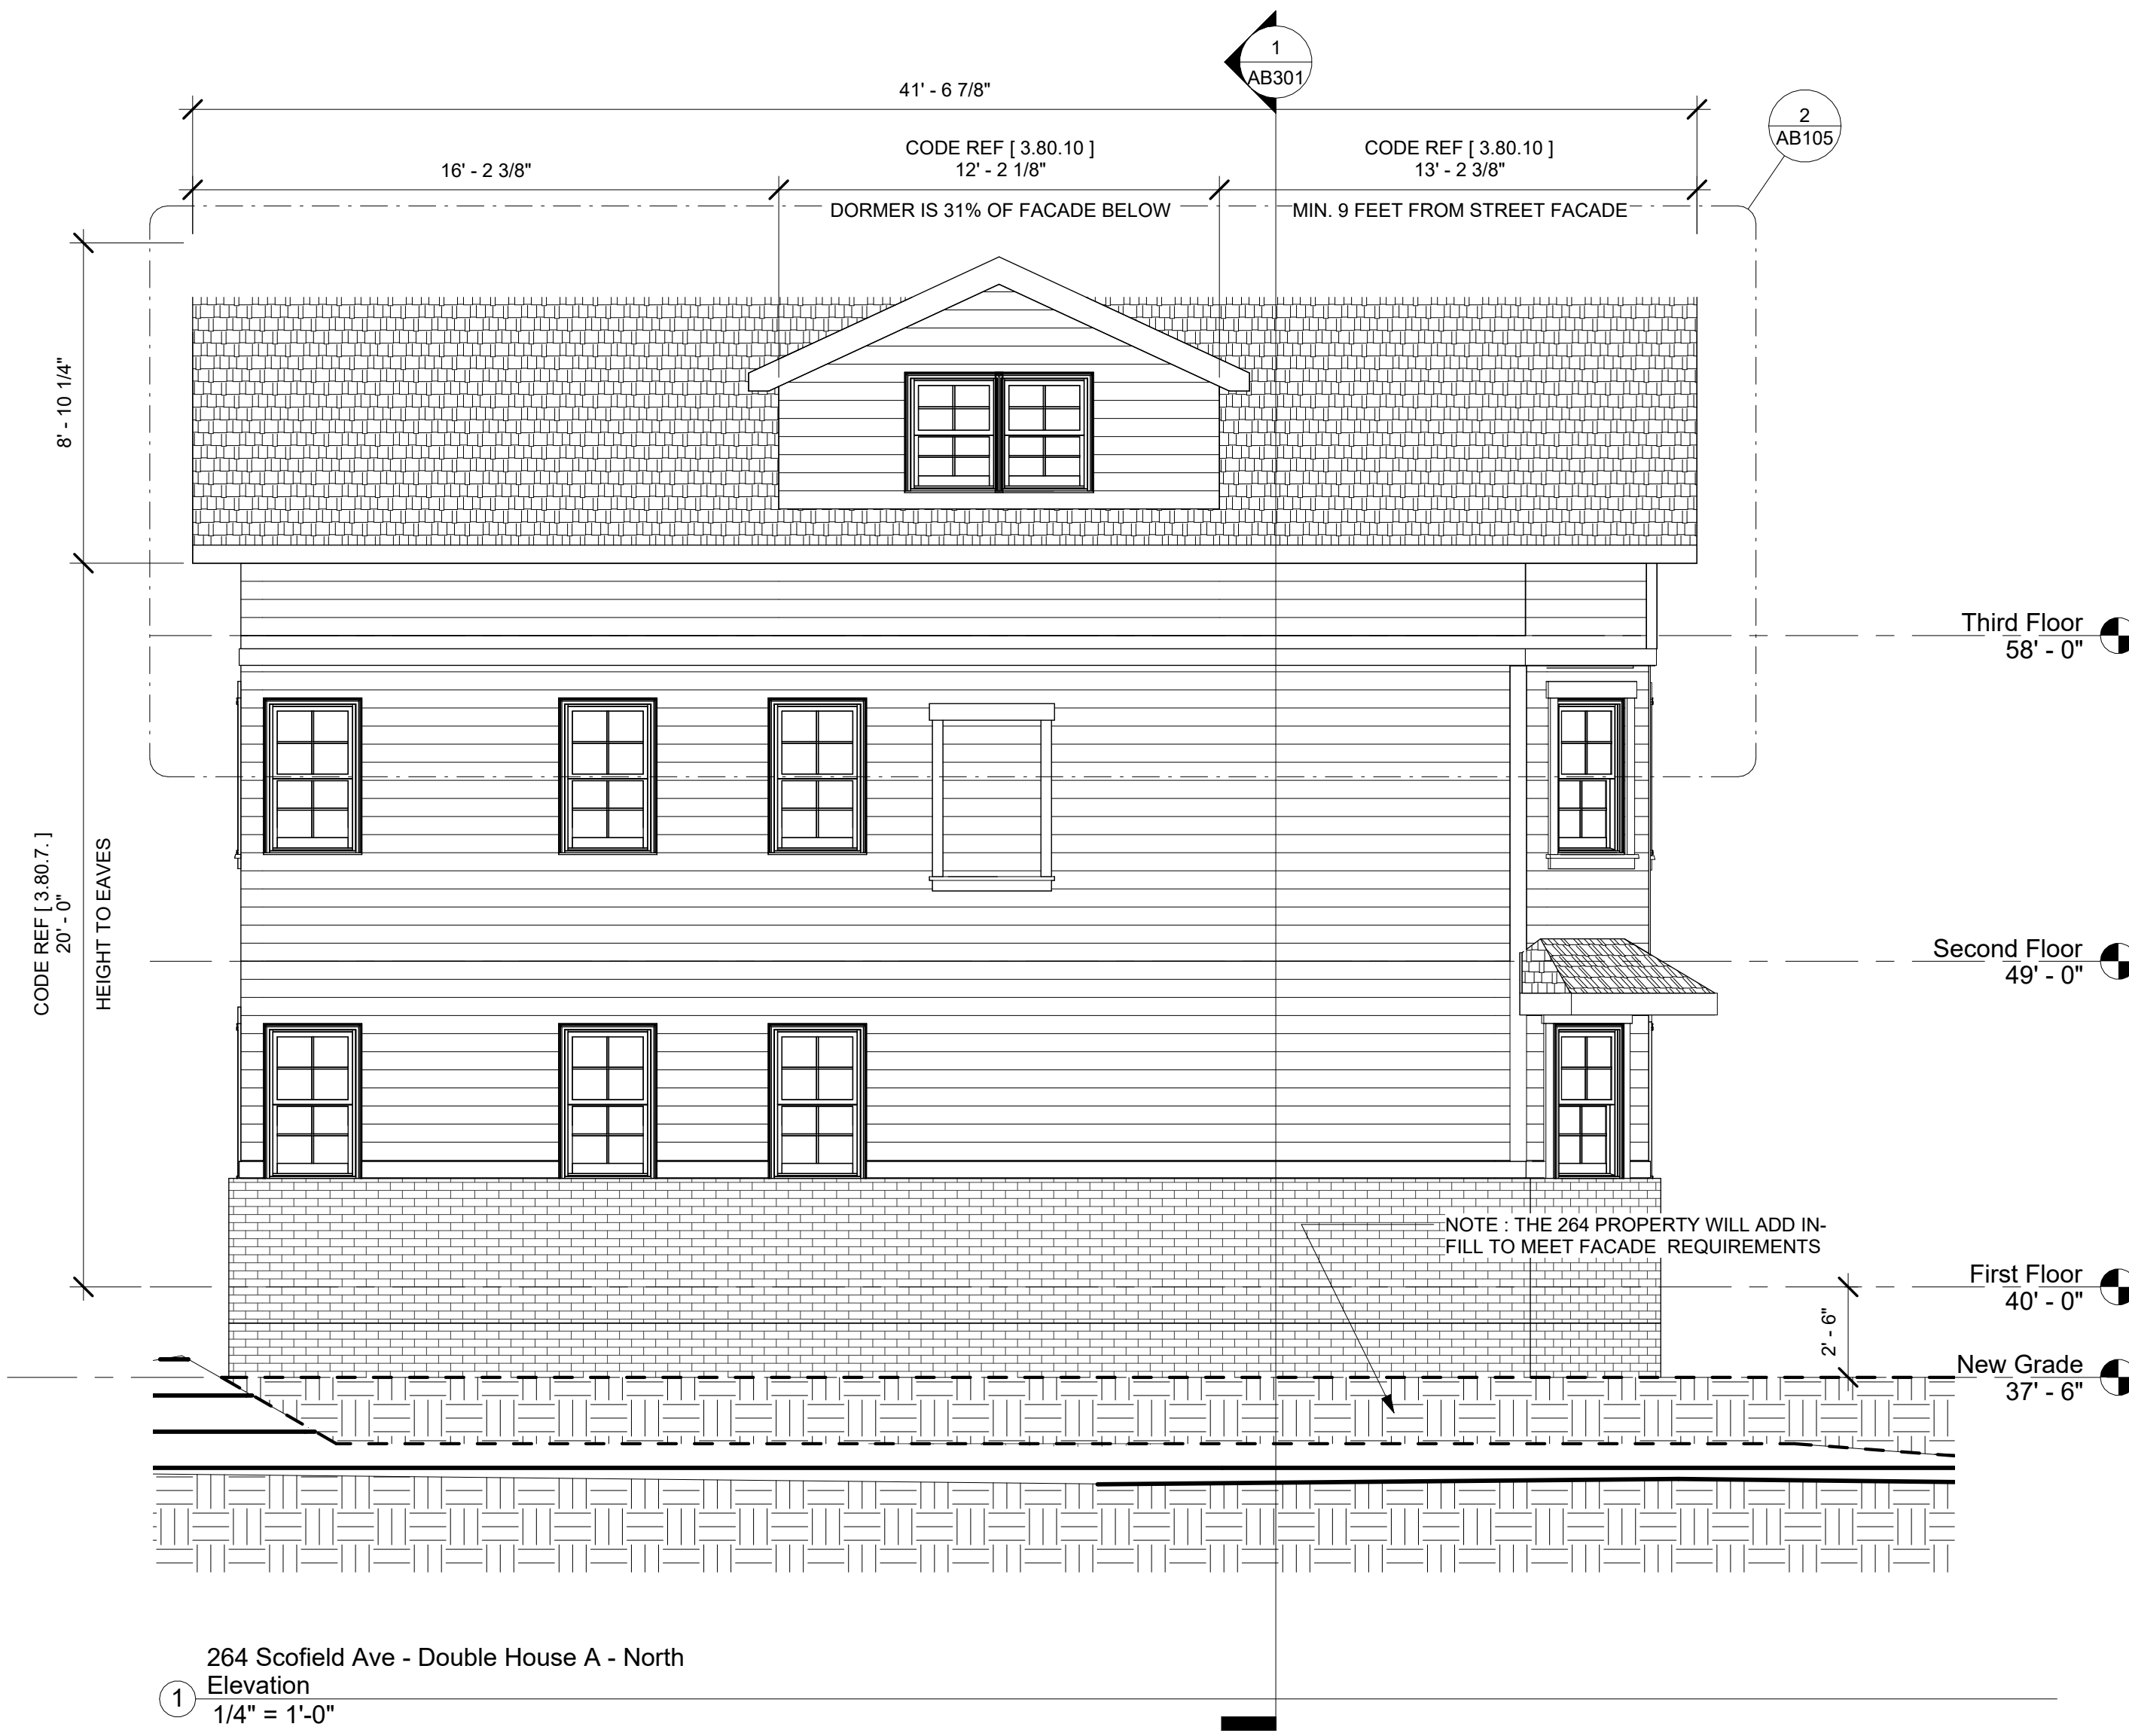 1
AB301
41' - 6 7/8"
2
AB105
CODE REF [ 3.80.10 ]
12' - 2 1/8"
CODE REF [ 3.80.10 ]
13' - 2 3/8"
16' - 2 3/8"
DORMER IS 31% OF FACADE BELOW
MIN. 9 FEET FROM STREET FACADE
8' - 10 1/4"
Third Floor
58' - 0"
CODE REF [ 3.80.7. ]
20' - 0"
HEIGHT TO EAVES
Second Floor
49' - 0"
NOTE : THE 264 PROPERTY WILL ADD IN-
FILL TO MEET FACADE REQUIREMENTS
First Floor
40' - 0"
2' - 6"
New Grade
37' - 6"
264 Scofield Ave - Double House A - North
Elevation
1
1/4" = 1'-0"